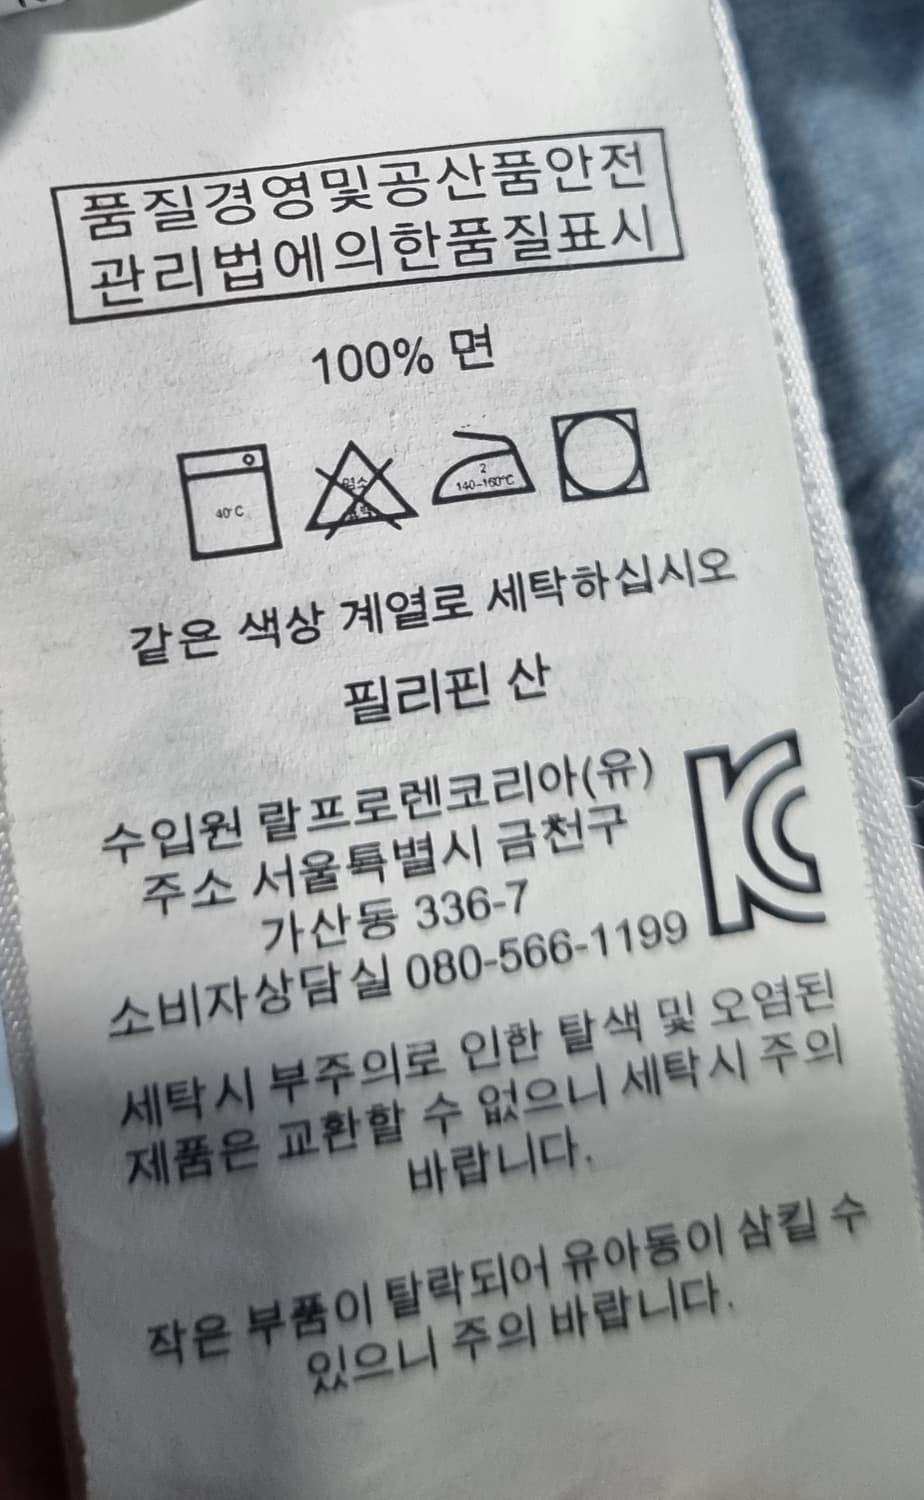 품질경영및공산품안전
관리법에의한품질표시
100% 면
40°C
염소
표백
2
140-160°C
같은 색상 계열로 세탁하십시오
필리핀 산
수입원 랄프로렌코리아(유)
주소 서울특별시 금천구
가산동 336-7
소비자상담실 080-566-1199
KC
세탁시 부주의로 인한 탈색 및 오염된
제품은 교환할 수 없으니 세탁시 주의
바랍니다.
작은 부품이 탈락되어 유아동이 삼킬 수
있으니 주의 바랍니다.